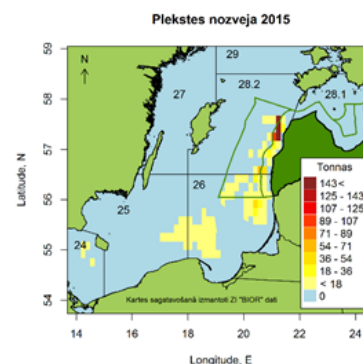 Plekstes nozveja 2015
59
58
57
56
55
54
Latitude, N
N
29
28.2
28.1
27
26
25
24
Tonnas
143<
125 - 143
107 - 125
89 - 107
71 - 89
54 - 71
36 - 54
18 - 36
< 18
0
Kartes sagatavošanā izmantoti ZI "BIOR" dati
14 16 18 20 22 24
Longitude, E